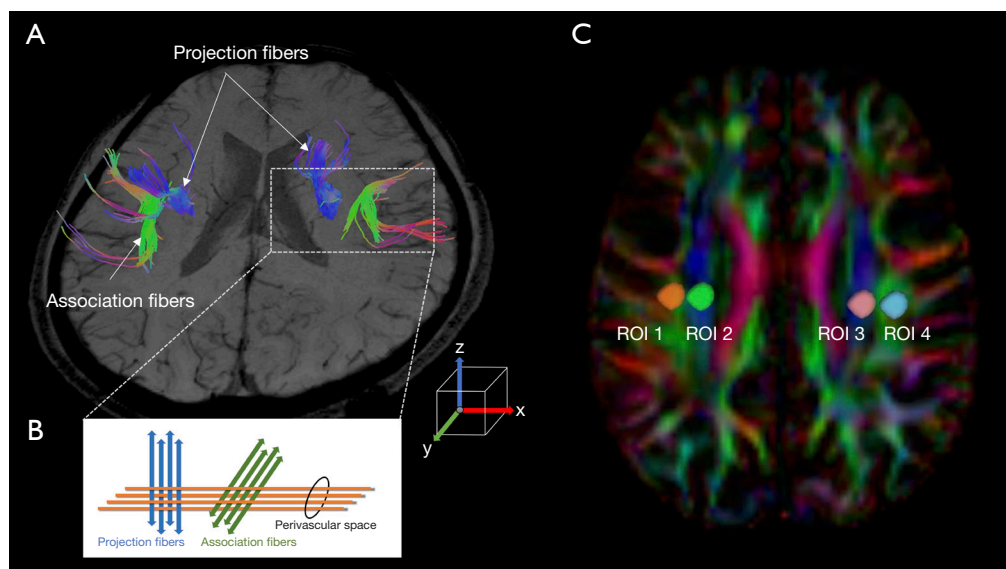 A
Projection fibers
Association fibers
B
Projection fibers
Association fibers
Perivascular space
z
x
y
C
ROI 1
ROI 2
ROI 3
ROI 4